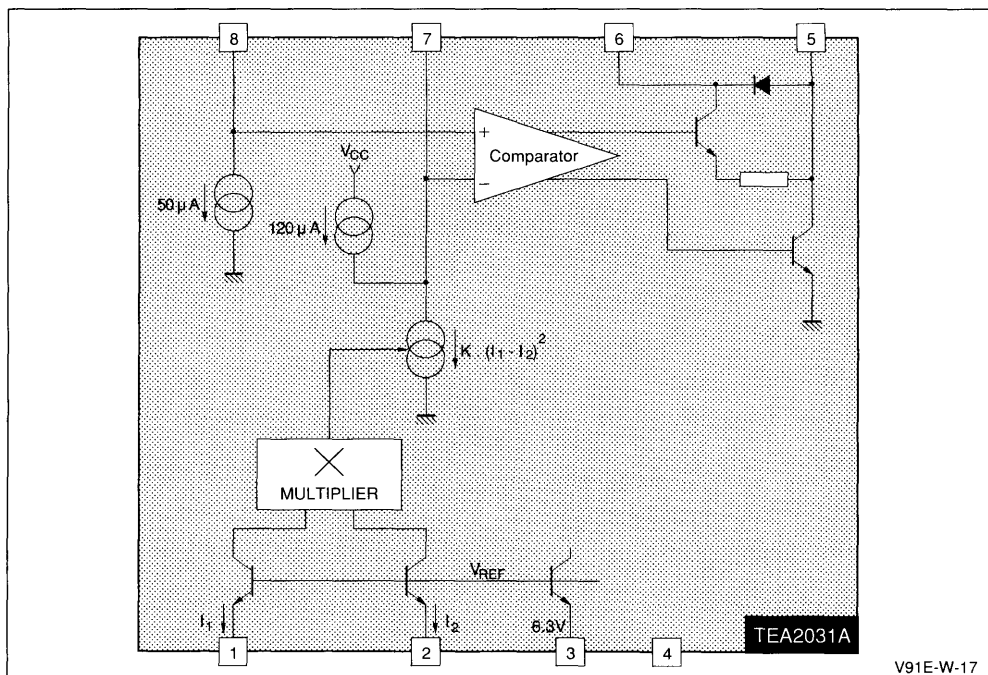 8 7 6 5
+
Comparator
−
V_CC
50 µA
120 µA
K (I₁ - I₂)²
×
MULTIPLIER
V_REF
I₁ I₂ 6.3V
TEA2031A
1 2 3 4
V91E-W-17